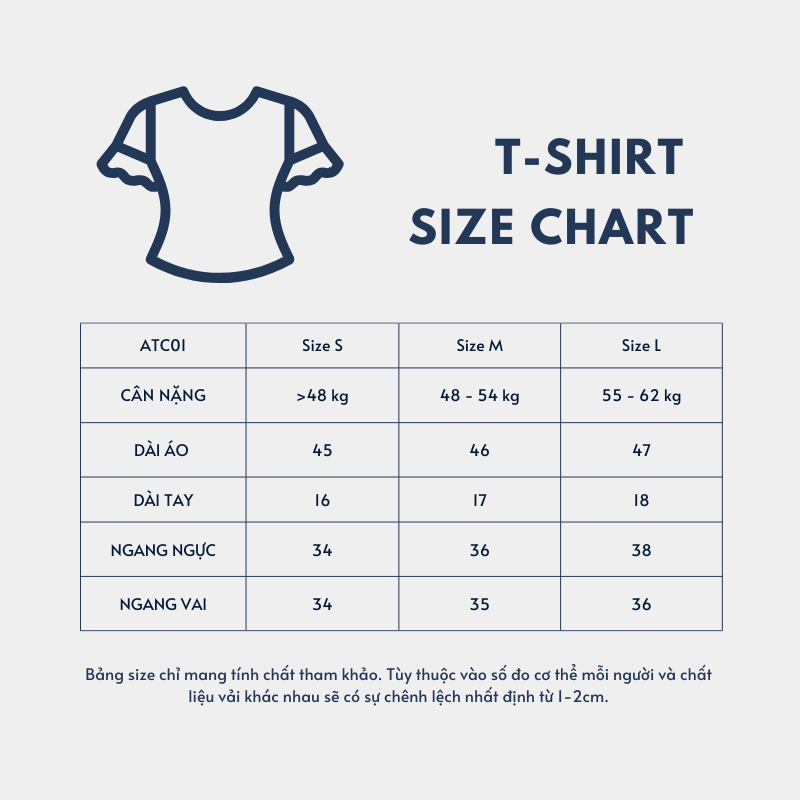 T-SHIRT
SIZE CHART
ATC01 Size S Size M Size L
CÂN NẶNG >48 kg 48 - 54 kg 55 - 62 kg
DÀI ÁO 45 46 47
DÀI TAY 16 17 18
NGANG NGỰC 34 36 38
NGANG VAI 34 35 36
Bảng size chỉ mang tính chất tham khảo. Tùy thuộc vào số đo cơ thể mỗi người và chất
liệu vải khác nhau sẽ có sự chênh lệch nhất định từ 1-2cm.